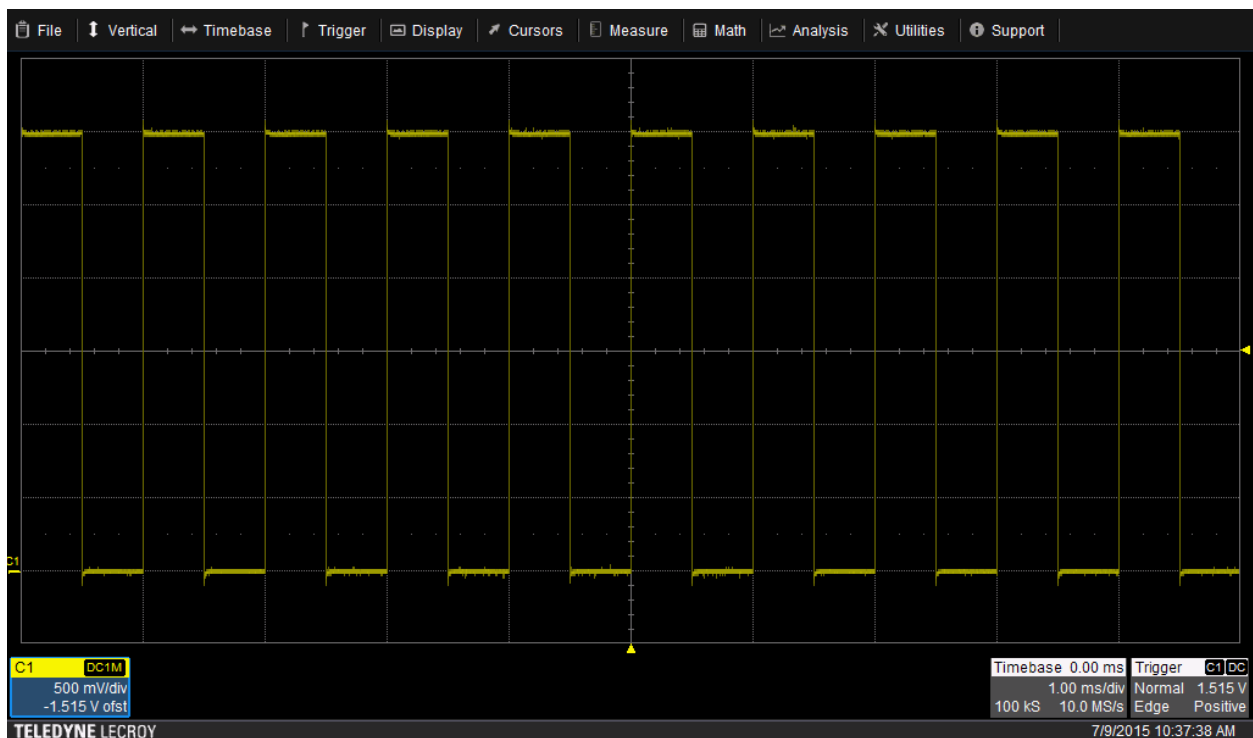 File Vertical Timebase Trigger Display Cursors Measure Math Analysis Utilities Support
C1
C1 DC1M
500 mV/div
-1.515 V ofst
Timebase 0.00 ms
1.00 ms/div
100 kS 10.0 MS/s
Trigger C1 DC
Normal 1.515 V
Edge Positive
TELEDYNE LECROY
7/9/2015 10:37:38 AM